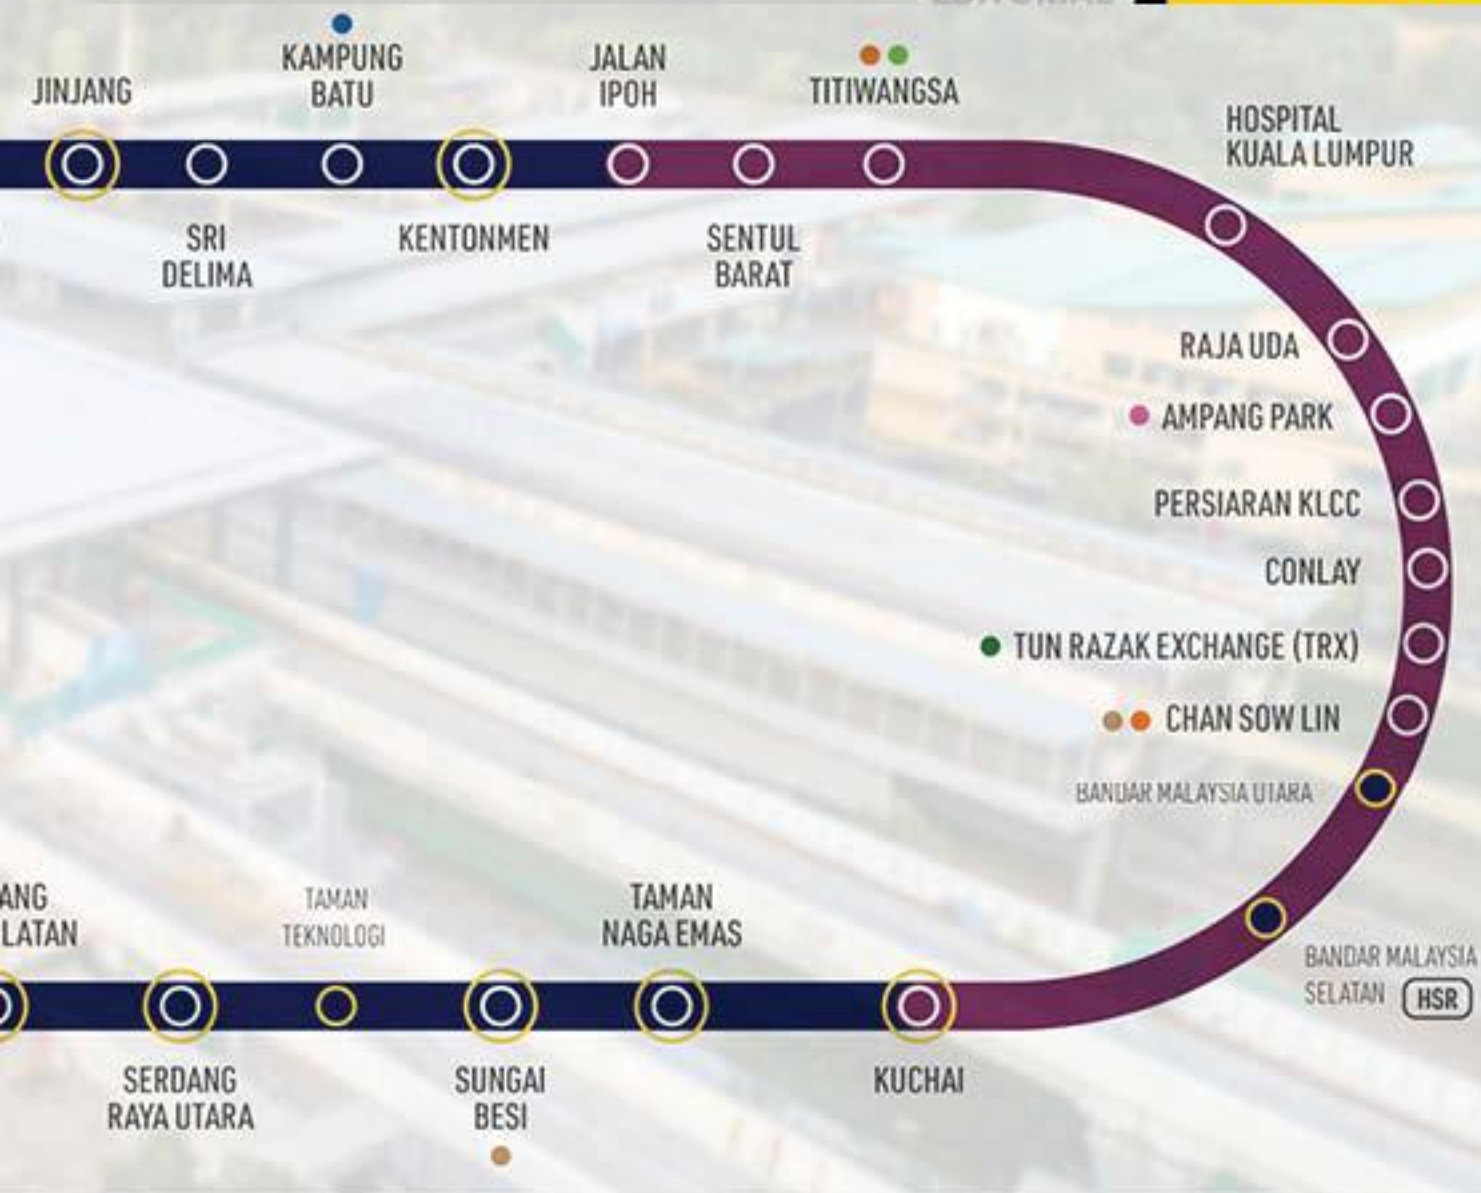 JINJANG
KAMPUNG
BATU
JALAN
IPOH
TITIWANGSA
HOSPITAL
KUALA LUMPUR
SRI
DELIMA
KENTONMEN
SENTUL
BARAT
RAJA UDA
AMPANG PARK
PERSIARAN KLCC
CONLAY
TUN RAZAK EXCHANGE (TRX)
CHAN SOW LIN
BANDAR MALAYSIA UTARA
BANDAR MALAYSIA
SELATAN HSR
ANG
LATAN
TAMAN
TEKNOLOGI
TAMAN
NAGA EMAS
SERDANG
RAYA UTARA
SUNGAI
BESI
KUCHAI